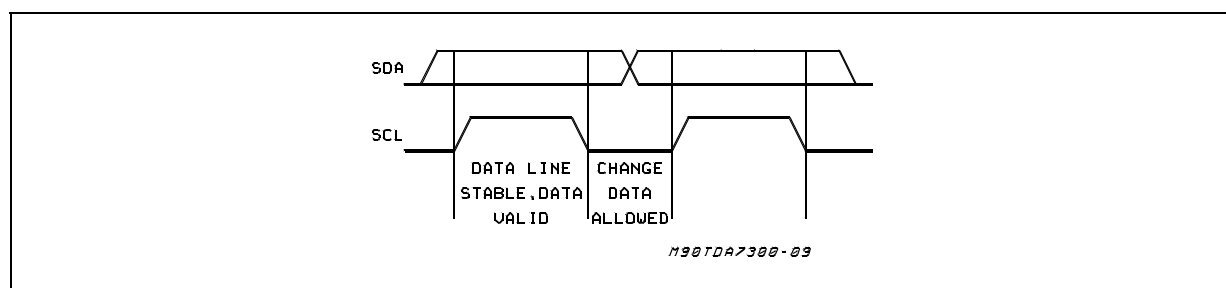 SDA
SCL
DATA LINE CHANGE
STABLE,DATA DATA
VALID ALLOWED
M90TDA7300-09